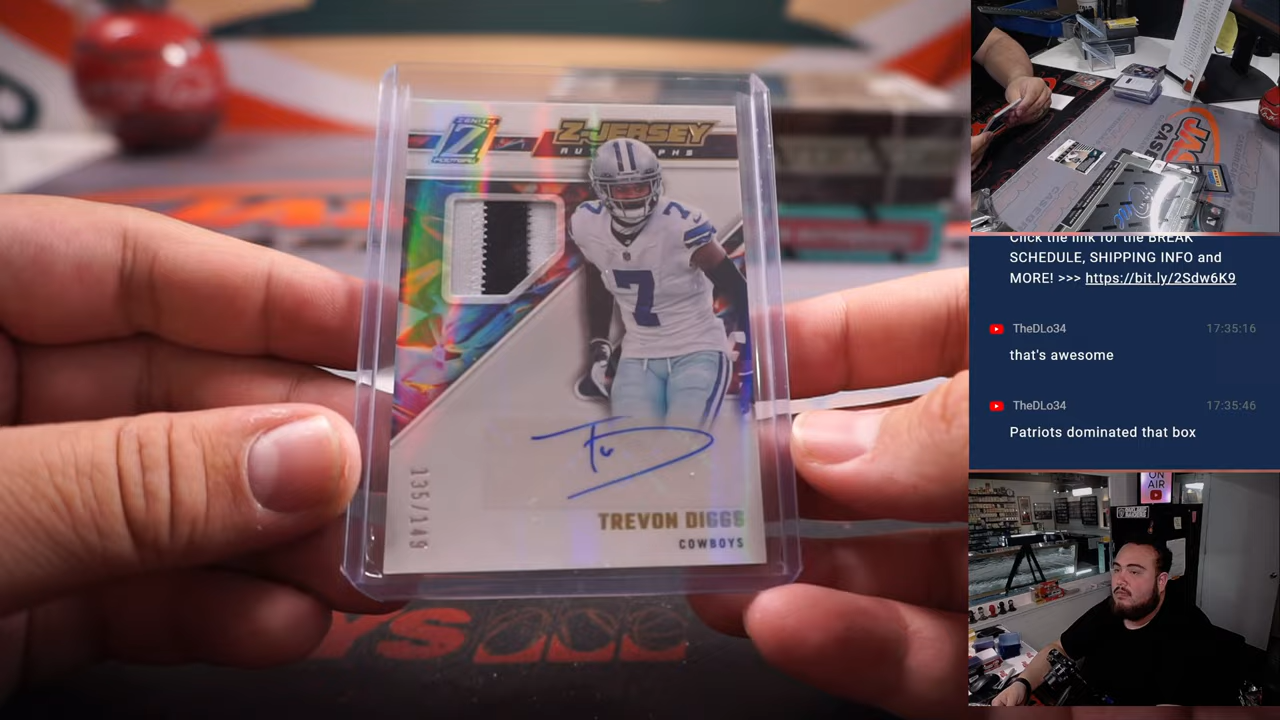 ZENITH
Z
Z-JERSEY
AUTOGRAPHS
7
7
135/149
TREVON DIGGS
COWBOYS
YS
Click the link for the BREAK
SCHEDULE, SHIPPING INFO and
MORE! >>> https://bit.ly/2Sdw6K9
TheDLo34 17:35:16
that's awesome
TheDLo34 17:35:46
Patriots dominated that box
ON
AIR